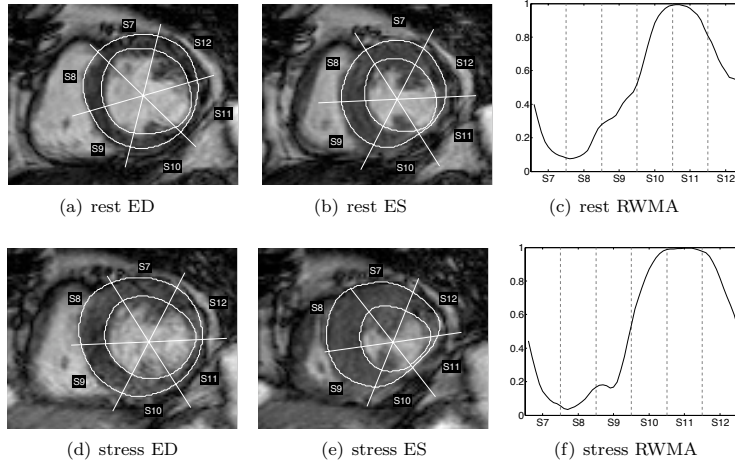 S7
S12
S8
S11
S9
S10
(a) rest ED
S7
S8
S12
S9
S11
S10
(b) rest ES
1
0.8
0.6
0.4
0.2
0
S7 S8 S9 S10 S11 S12
(c) rest RWMA
S7
S8
S12
S9
S11
S10
(d) stress ED
S7
S8
S12
S11
S9
S10
(e) stress ES
1
0.8
0.6
0.4
0.2
0
S7 S8 S9 S10 S11 S12
(f) stress RWMA